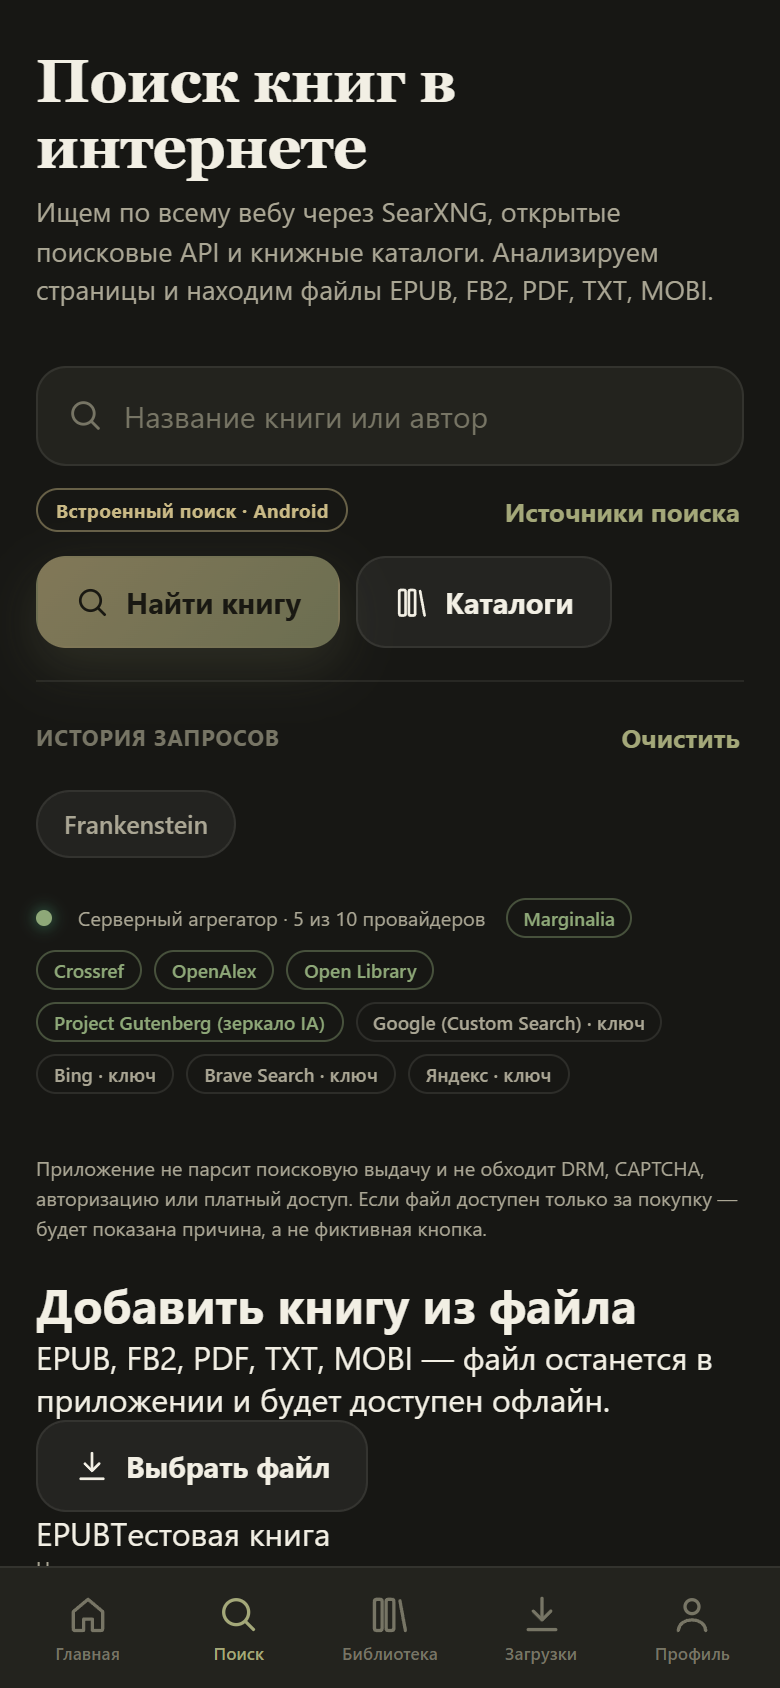 Поиск книг в
интернете
Ищем по всему вебу через SearXNG, открытые
поисковые API и книжные каталоги. Анализируем
страницы и находим файлы EPUB, FB2, PDF, TXT, MOBI.
Название книги или автор
Встроенный поиск · Android
Источники поиска
Найти книгу
Каталоги
ИСТОРИЯ ЗАПРОСОВ
Очистить
Frankenstein
Серверный агрегатор · 5 из 10 провайдеров
Marginalia
Crossref
OpenAlex
Open Library
Project Gutenberg (зеркало IA)
Google (Custom Search) · ключ
Bing · ключ
Brave Search · ключ
Яндекс · ключ
Приложение не парсит поисковую выдачу и не обходит DRM, CAPTCHA,
авторизацию или платный доступ. Если файл доступен только за покупку —
будет показана причина, а не фиктивная кнопка.
Добавить книгу из файла
EPUB, FB2, PDF, TXT, MOBI — файл останется в
приложении и будет доступен офлайн.
Выбрать файл
EPUBТестовая книга
Главная
Поиск
Библиотека
Загрузки
Профиль